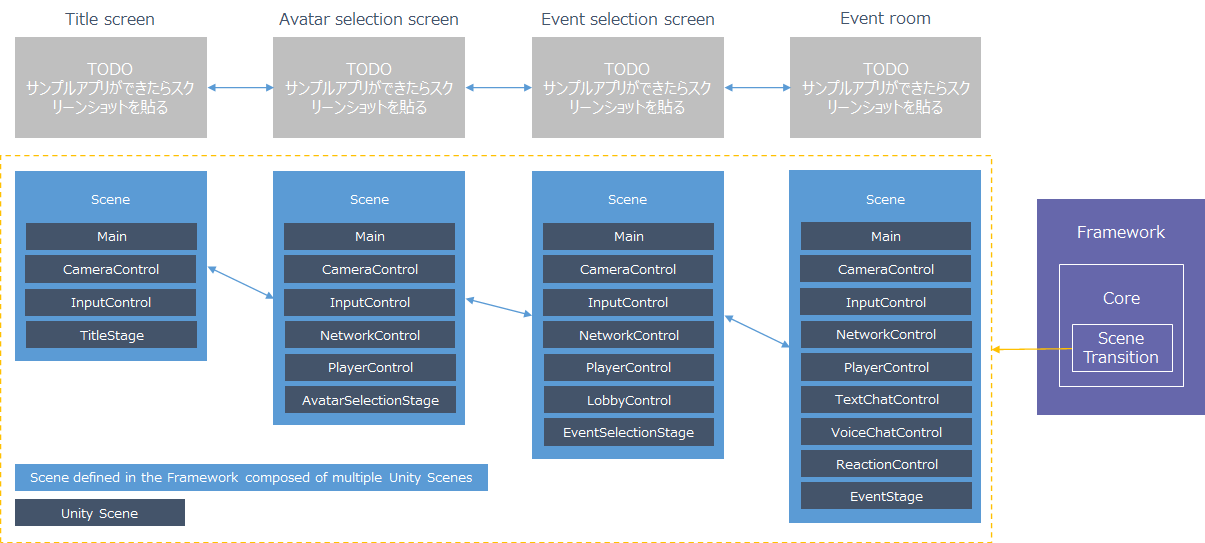 Title screen
Avatar selection screen
Event selection screen
Event room
TODO
サンプルアプリができたらスク
リーンショットを貼る
TODO
サンプルアプリができたらスク
リーンショットを貼る
TODO
サンプルアプリができたらスク
リーンショットを貼る
TODO
サンプルアプリができたらスク
リーンショットを貼る
Scene
Main
CameraControl
InputControl
TitleStage
Scene
Main
CameraControl
InputControl
NetworkControl
PlayerControl
AvatarSelectionStage
Scene
Main
CameraControl
InputControl
NetworkControl
PlayerControl
LobbyControl
EventSelectionStage
Scene
Main
CameraControl
InputControl
NetworkControl
PlayerControl
TextChatControl
VoiceChatControl
ReactionControl
EventStage
Framework
Core
Scene
Transition
Scene defined in the Framework composed of multiple Unity Scenes
Unity Scene